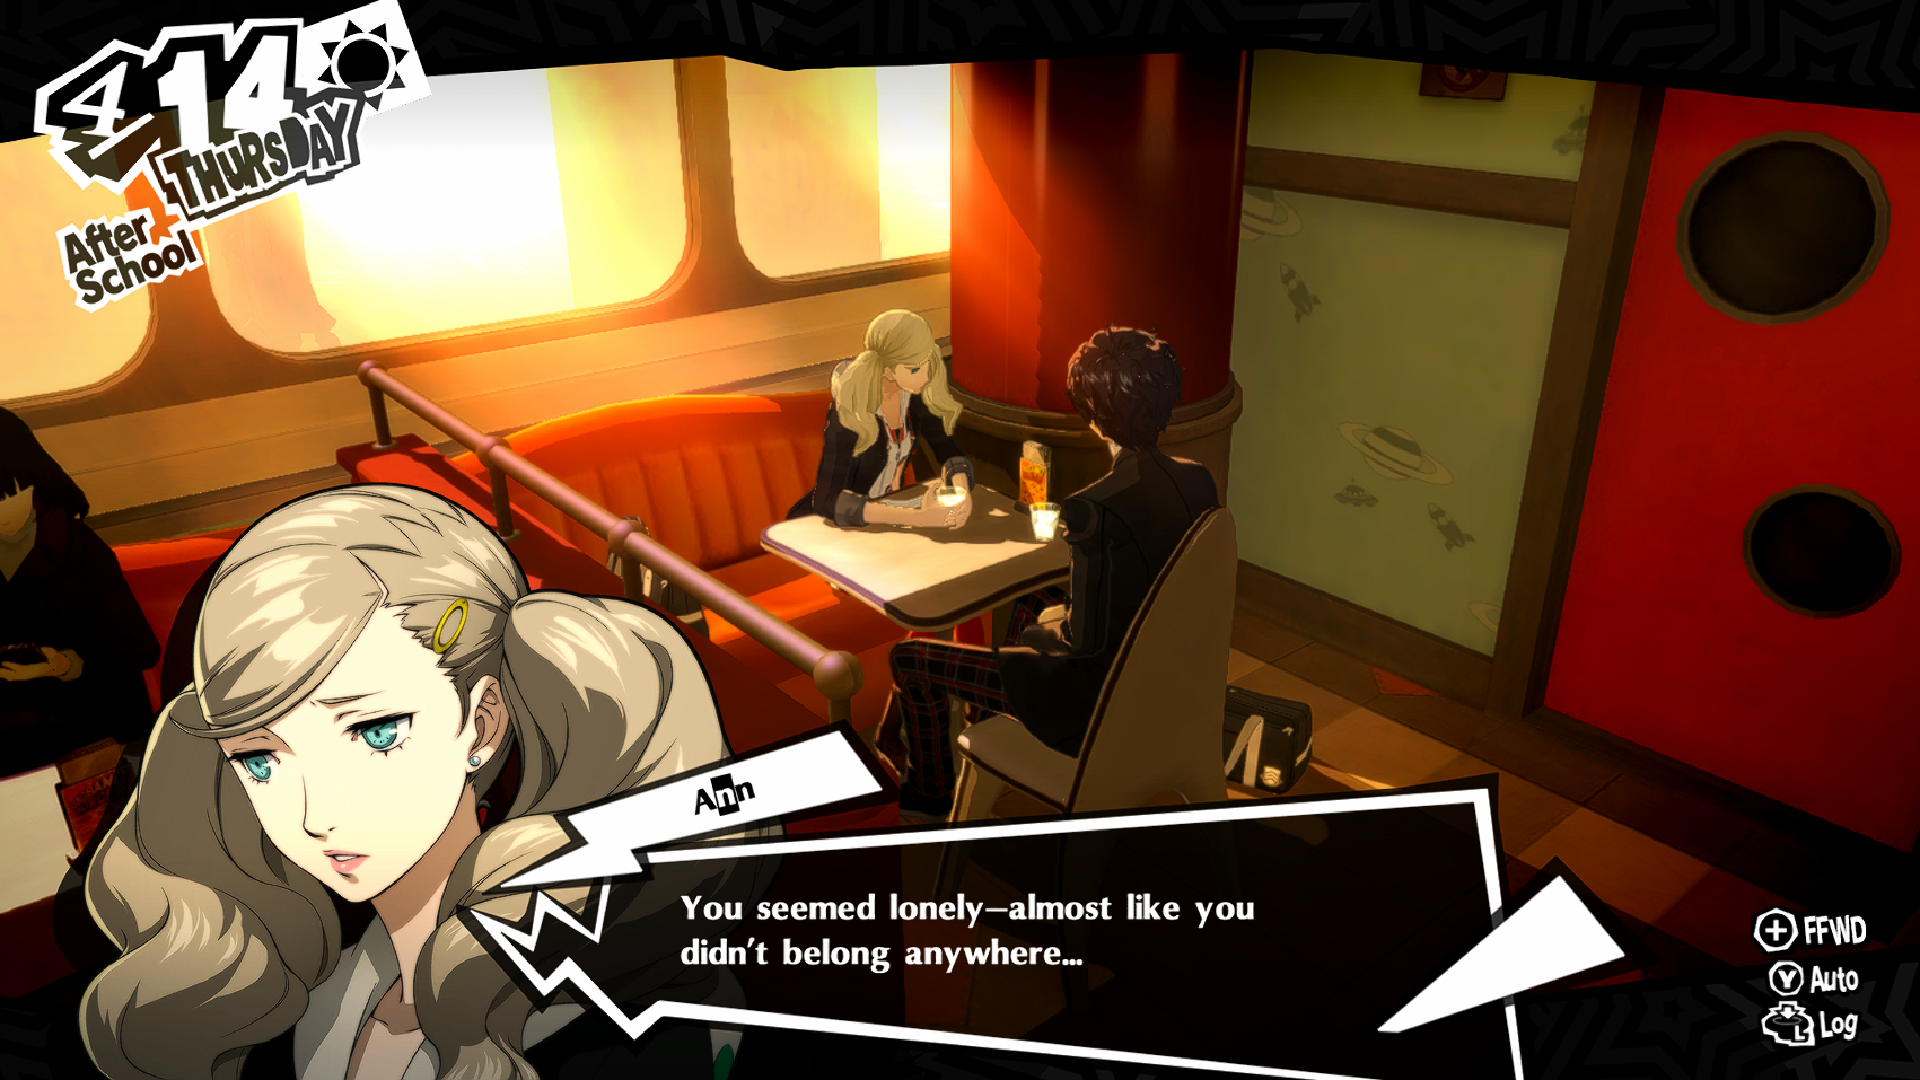 4 14
THURSDAY
After
School
Ann
You seemed lonely—almost like you
didn't belong anywhere...
+ FFWD
Y Auto
L Log